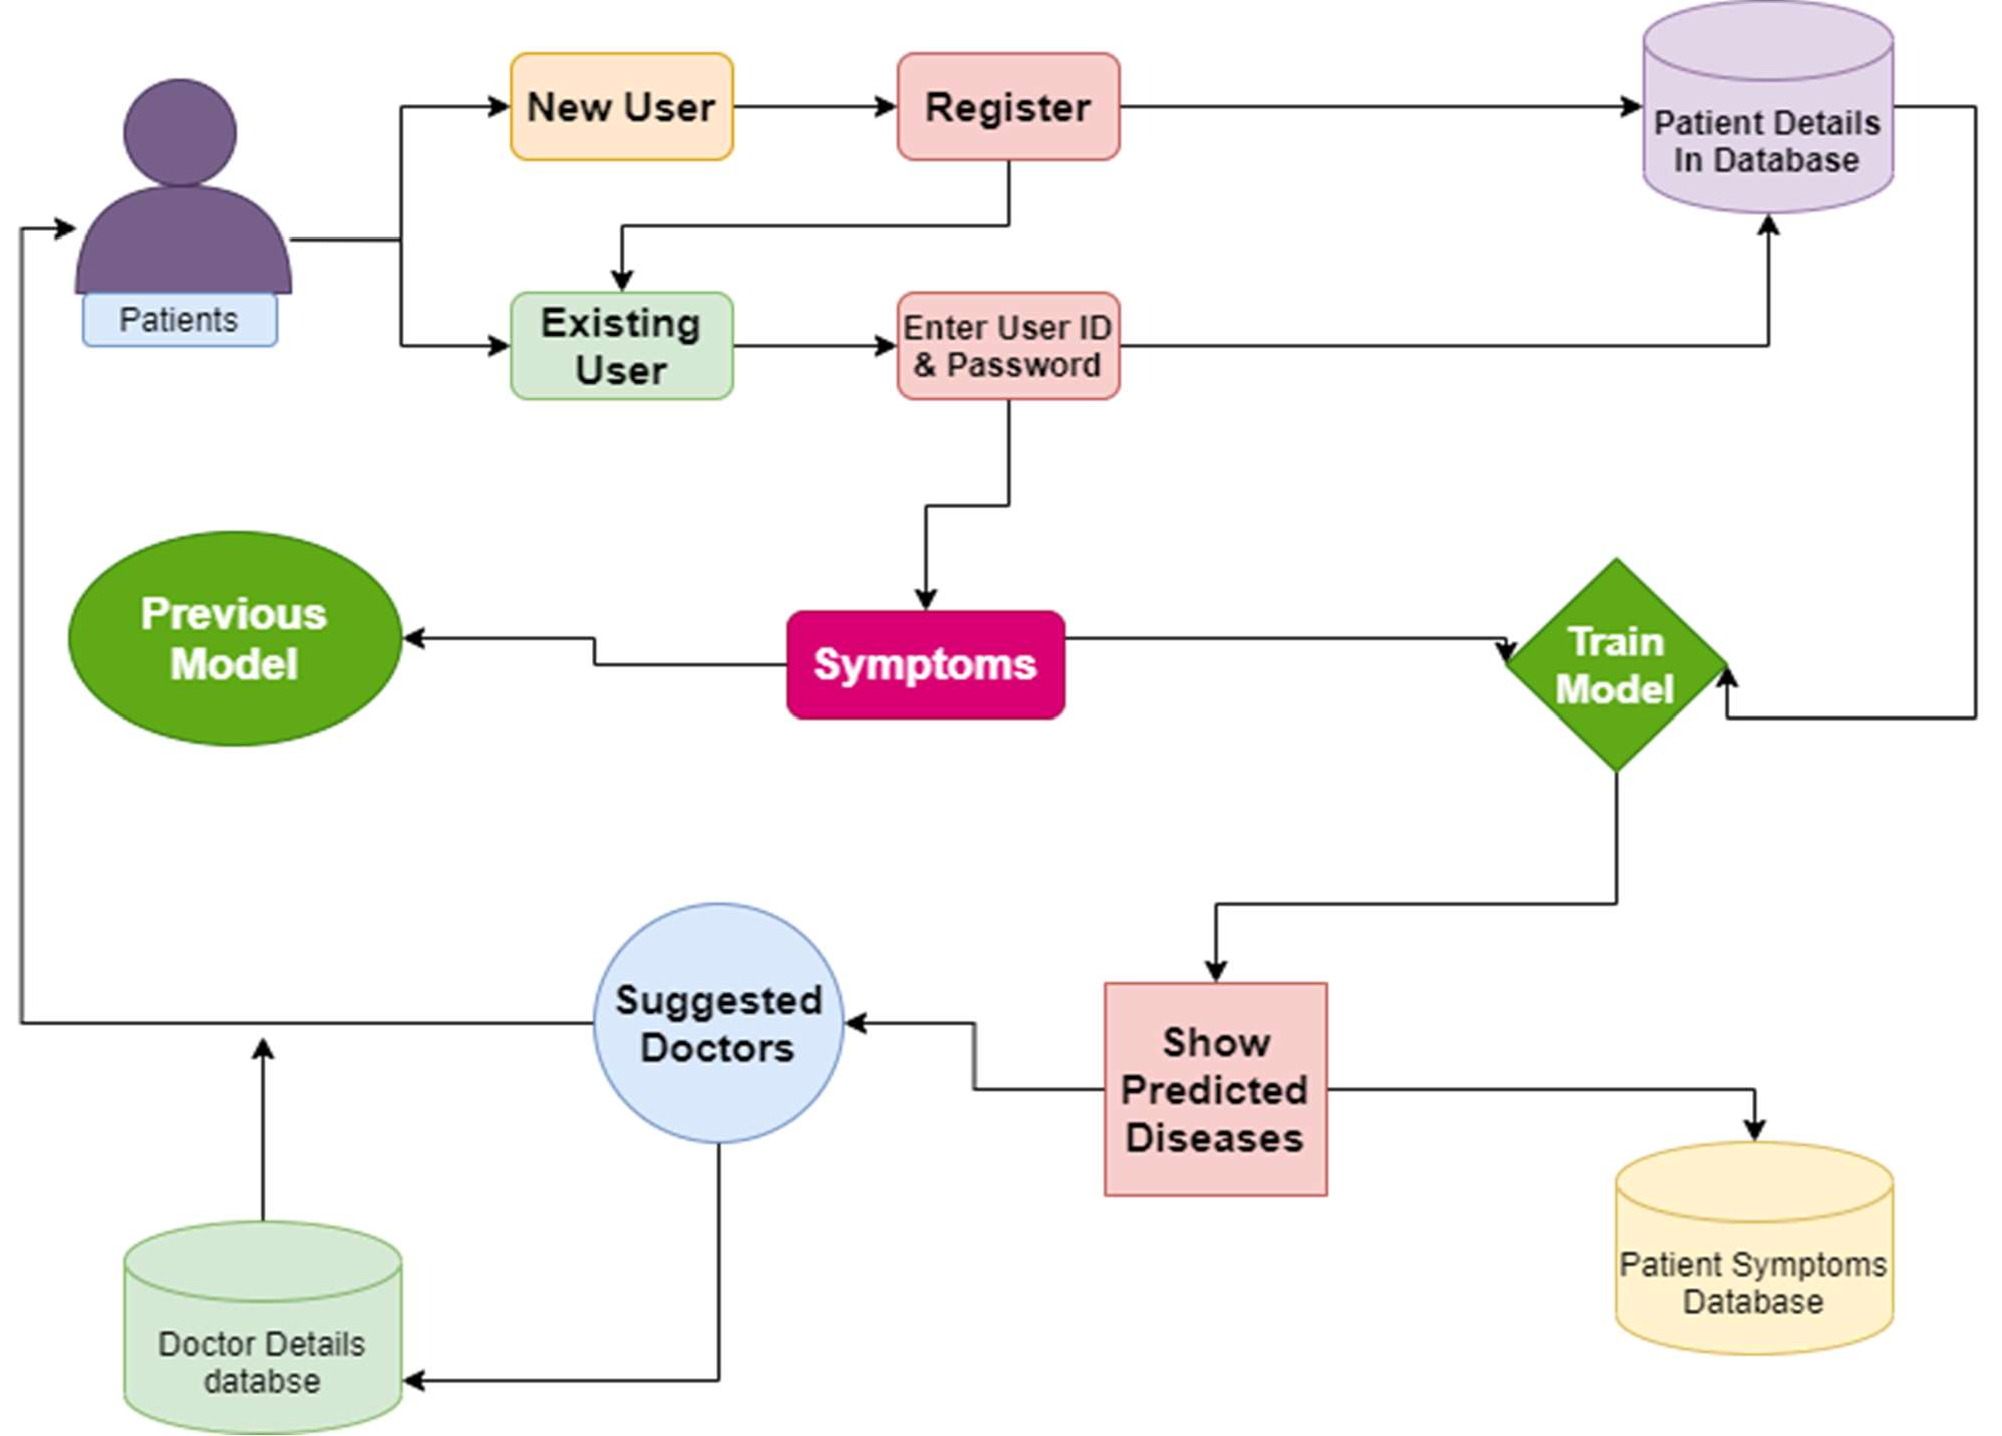 New User
Register
Patient Details
In Database
Patients
Existing
User
Enter User ID
& Password
Previous
Model
Symptoms
Train
Model
Suggested
Doctors
Show
Predicted
Diseases
Patient Symptoms
Database
Doctor Details
databse